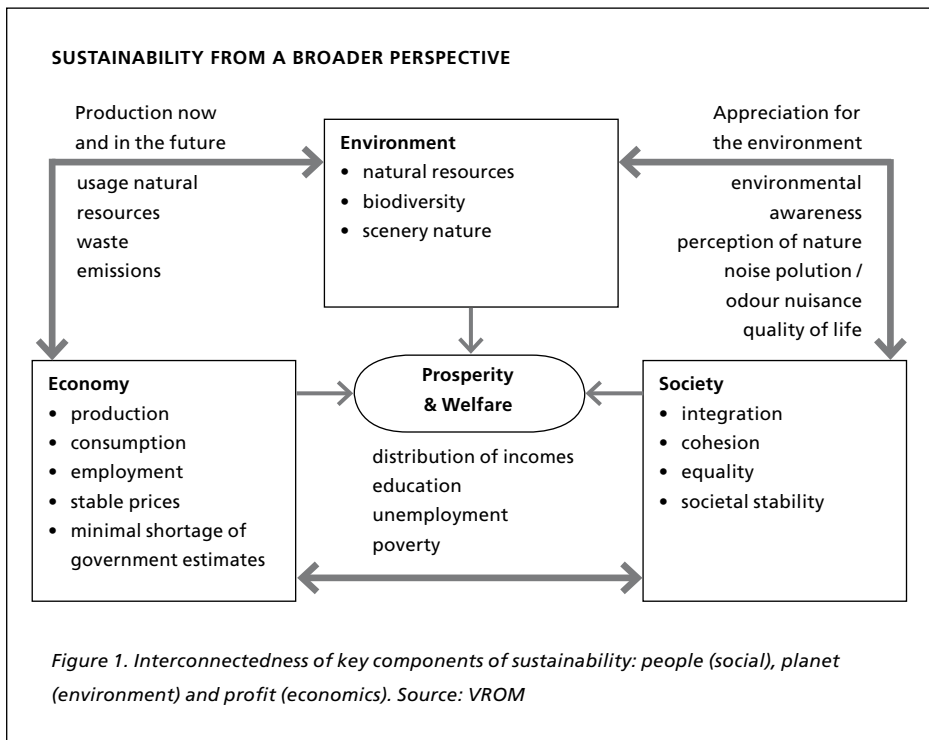 SUSTAINABILITY FROM A BROADER PERSPECTIVE
Production now
and in the future
usage natural
resources
waste
emissions
Environment
• natural resources
• biodiversity
• scenery nature
Appreciation for
the environment
environmental
awareness
perception of nature
noise polution /
odour nuisance
quality of life
Economy
• production
• consumption
• employment
• stable prices
• minimal shortage of
government estimates
Prosperity
& Welfare
distribution of incomes
education
unemployment
poverty
Society
• integration
• cohesion
• equality
• societal stability
Figure 1. Interconnectedness of key components of sustainability: people (social), planet
(environment) and profit (economics). Source: VROM